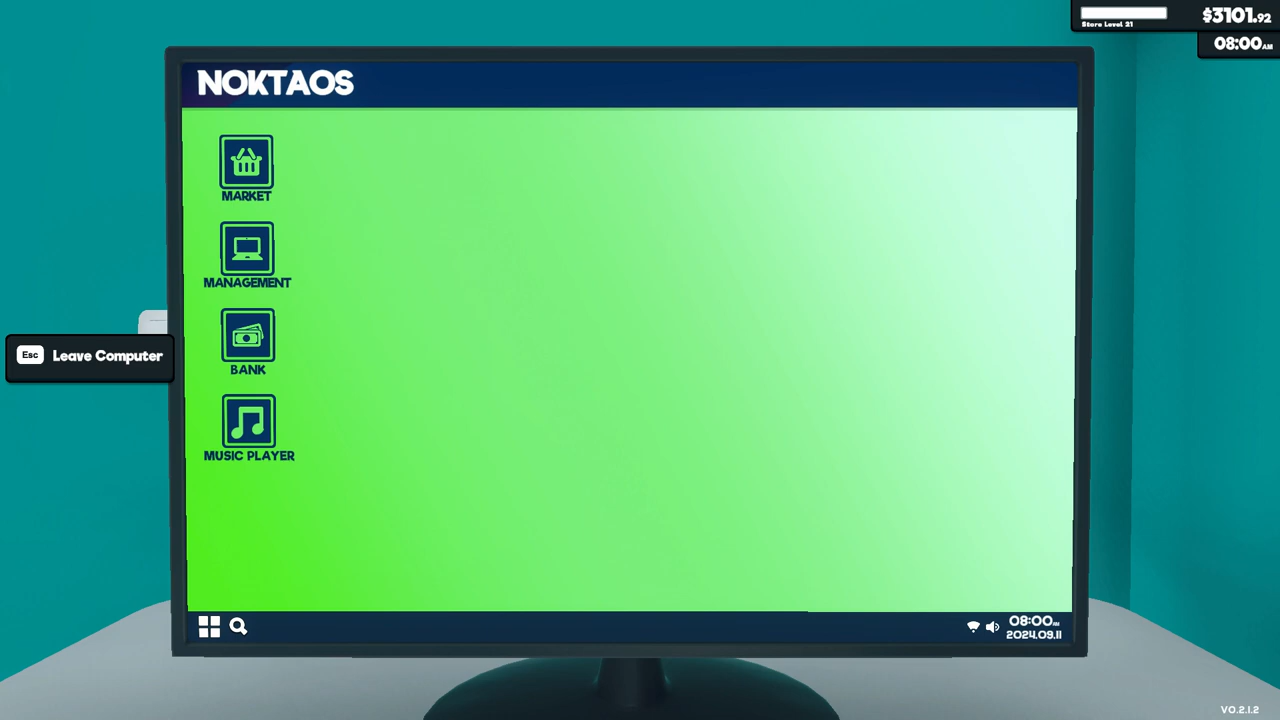 $3101.92
Store Level 21
08:00AM
NOKTAOS
MARKET
MANAGEMENT
BANK
MUSIC PLAYER
Esc Leave Computer
08:00AM
2024.09.11
V0.2.1.2